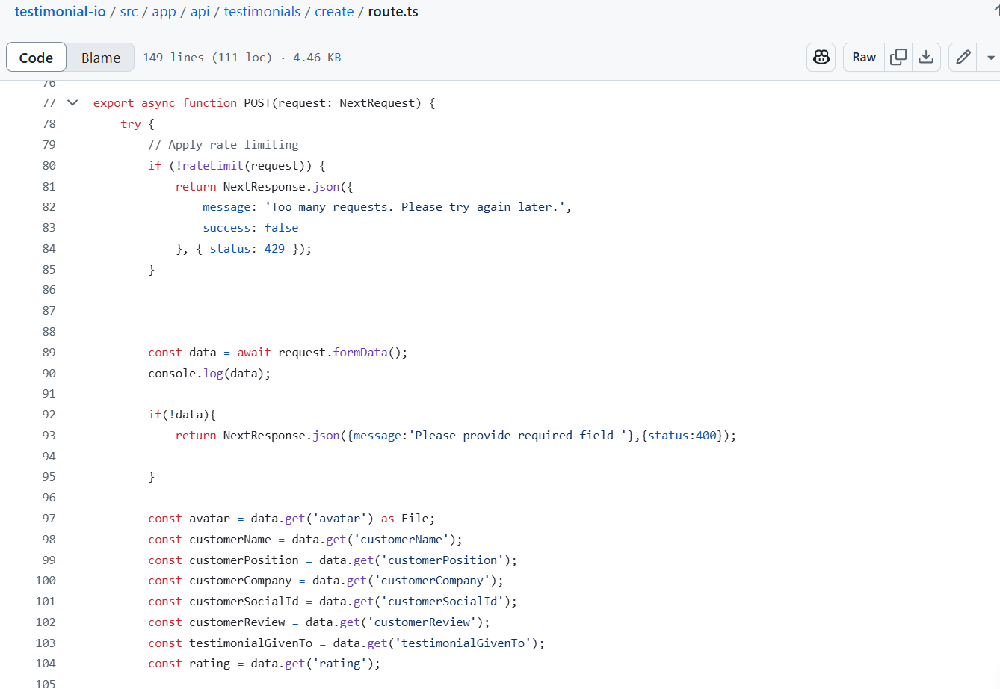 testimonial-io / src / app / api / testimonials / create / route.ts
Code Blame 149 lines (111 loc) · 4.46 KB Raw
76
77 export async function POST(request: NextRequest) {
78 try {
79 // Apply rate limiting
80 if (!rateLimit(request)) {
81 return NextResponse.json({
82 message: 'Too many requests. Please try again later.',
83 success: false
84 }, { status: 429 });
85 }
86
87
88
89 const data = await request.formData();
90 console.log(data);
91
92 if(!data){
93 return NextResponse.json({message:'Please provide required field '},{status:400});
94
95 }
96
97 const avatar = data.get('avatar') as File;
98 const customerName = data.get('customerName');
99 const customerPosition = data.get('customerPosition');
100 const customerCompany = data.get('customerCompany');
101 const customerSocialId = data.get('customerSocialId');
102 const customerReview = data.get('customerReview');
103 const testimonialGivenTo = data.get('testimonialGivenTo');
104 const rating = data.get('rating');
105